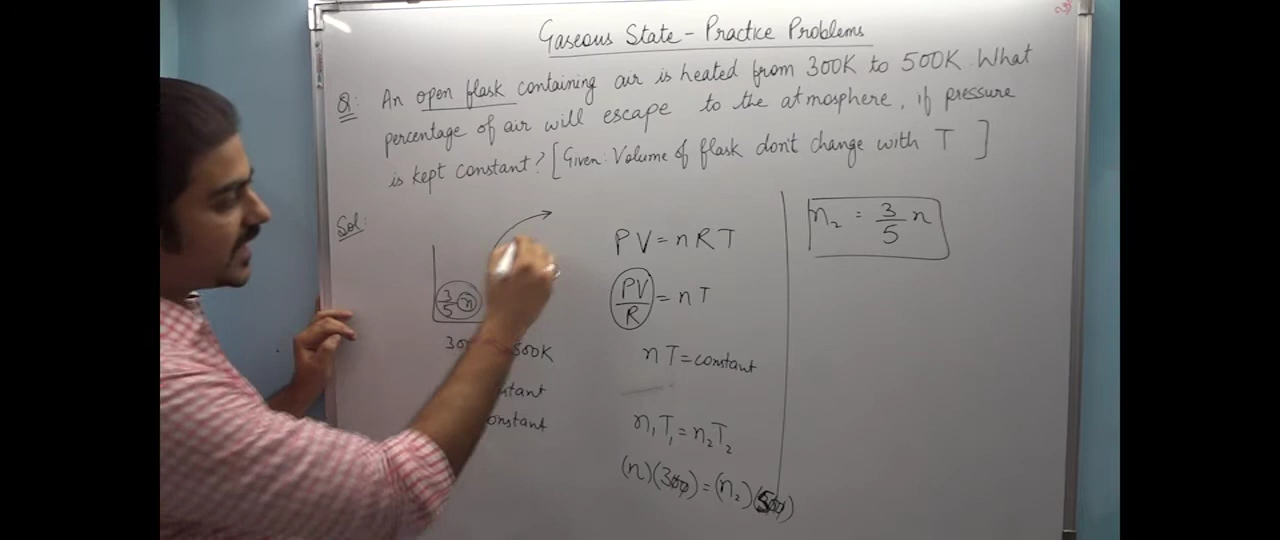 Gaseous State - Practice Problems
Q: An open flask containing air is heated from 300K to 500K. What
percentage of air will escape to the atmosphere, if pressure
is kept constant? [Given: Volume of flask don't change with T ]
Sol:
3/5 n
500K
onstant
PV = nRT
PV/R = nT
nT = constant
n₁T₁ = n₂T₂
(n)(300) = (n₂)(500)
n₂ = 3/5 n